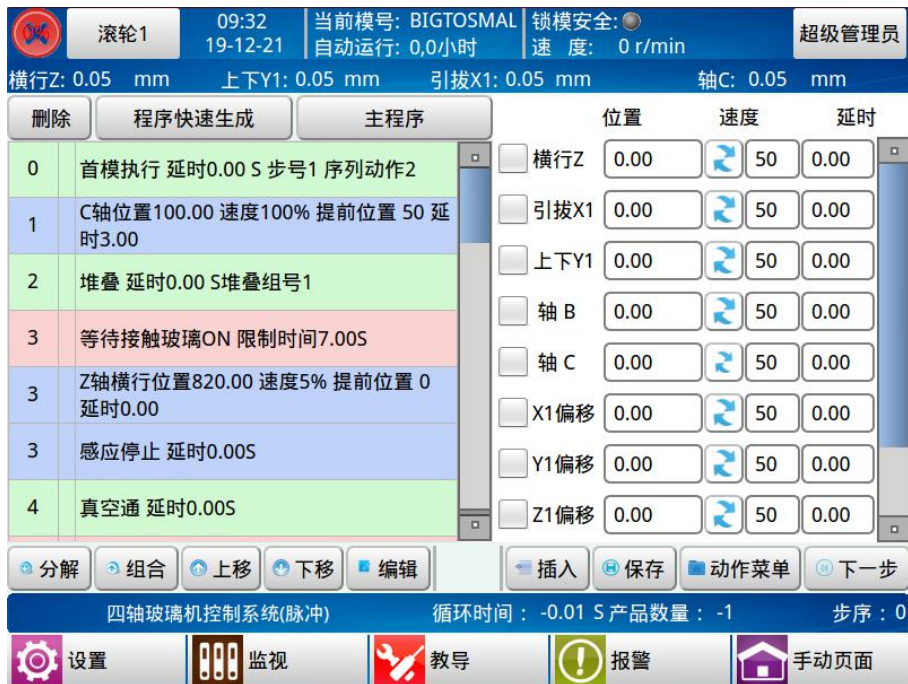 滚轮1
09:32
19-12-21
当前模号: BIGTOSMAL
自动运行: 0,0小时
锁模安全:
速 度: 0 r/min
超级管理员
横行Z: 0.05 mm 上下Y1: 0.05 mm 引拔X1: 0.05 mm 轴C: 0.05 mm
删除 程序快速生成 主程序
0 首模执行 延时0.00 S 步号1 序列动作2
1 C轴位置100.00 速度100% 提前位置 50 延
时3.00
2 堆叠 延时0.00 S堆叠组号1
3 等待接触玻璃ON 限制时间7.00S
3 Z轴横行位置820.00 速度5% 提前位置 0
延时0.00
3 感应停止 延时0.00S
4 真空通 延时0.00S
位置 速度 延时
横行Z 0.00 50 0.00
引拔X1 0.00 50 0.00
上下Y1 0.00 50 0.00
轴 B 0.00 50 0.00
轴 C 0.00 50 0.00
X1偏移 0.00 50 0.00
Y1偏移 0.00 50 0.00
Z1偏移 0.00 50 0.00
分解 组合 上移 下移 编辑 插入 保存 动作菜单 下一步
四轴玻璃机控制系统(脉冲) 循环时间： -0.01 S 产品数量： -1 步序： 0
设置 监视 教导 报警 手动页面